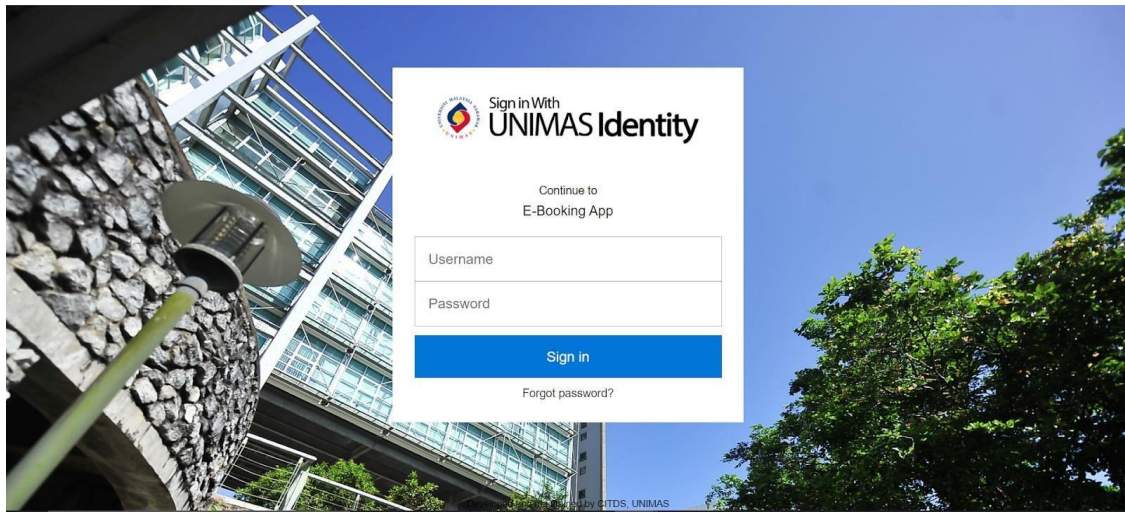 Sign in With
UNIMAS Identity
Continue to
E-Booking App
Username
Password
Sign in
Forgot password?
by CITDS, UNIMAS